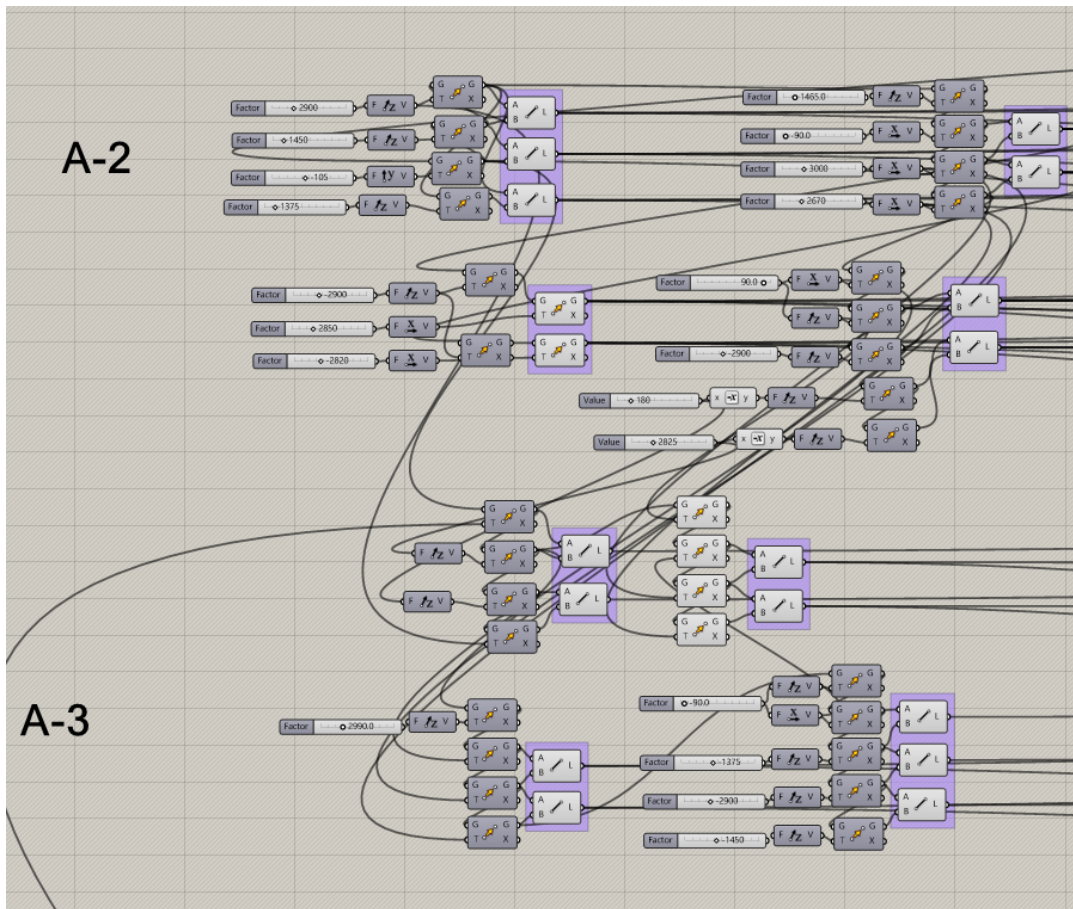 A-2
Factor 2900 F Z V G G T X A B L
Factor 1450 F Z V G G T X A B L
Factor -105 F y V G G T X A B L
Factor 1375 F Z V G G T X
Factor 1465.0 F Z V G G T X
Factor -90.0 F X V G G T X A B L
Factor 3000 F X V G G T X A B L
Factor 2670 F X V G G T X
Factor -2900 F Z V G G T X
Factor 2850 F X V G G T X
Factor -2820 F X V G G T X G G T X
Factor 90.0 F X V G G T X
F Z V G G T X A B L
Factor -2900 F Z V G G T X A B L
Value 180 x -x y F Z V G G T X
Value 2825 x -x y F Z V G G T X
G G T X
F Z V G G T X A B L
F Z V G G T X A B L
G G T X
G G T X
G G T X A B L
G G T X A B L
G G T X
A-3
Factor 2990.0 F Z V G G T X
G G T X A B L
G G T X A B L
G G T X
Factor -90.0 F Z V G G T X
F X V G G T X A B L
Factor -1375 F Z V G G T X A B L
Factor -2900 F Z V G G T X A B L
Factor -1450 F Z V G G T X